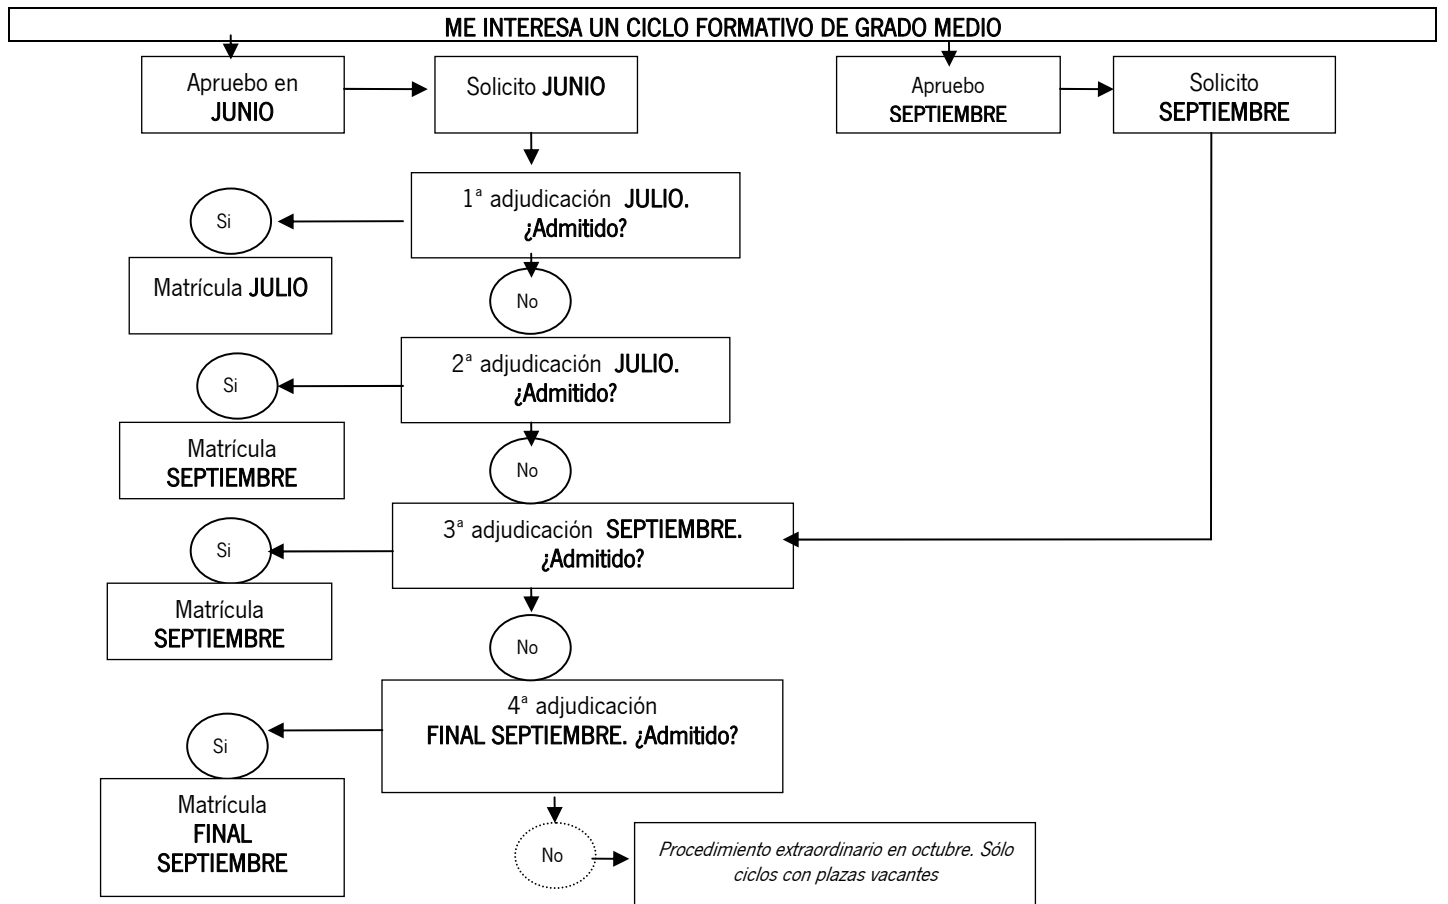 ME INTERESA UN CICLO FORMATIVO DE GRADO MEDIO
Apruebo en
JUNIO
Solicito JUNIO
Apruebo
SEPTIEMBRE
Solicito
SEPTIEMBRE
1ª adjudicación JULIO.
¿Admitido?
Si
Matrícula JULIO
No
2ª adjudicación JULIO.
¿Admitido?
Si
Matrícula
SEPTIEMBRE
No
3ª adjudicación SEPTIEMBRE.
¿Admitido?
Si
Matrícula
SEPTIEMBRE
No
4ª adjudicación
FINAL SEPTIEMBRE. ¿Admitido?
Si
Matrícula
FINAL
SEPTIEMBRE
No
Procedimiento extraordinario en octubre. Sólo
ciclos con plazas vacantes